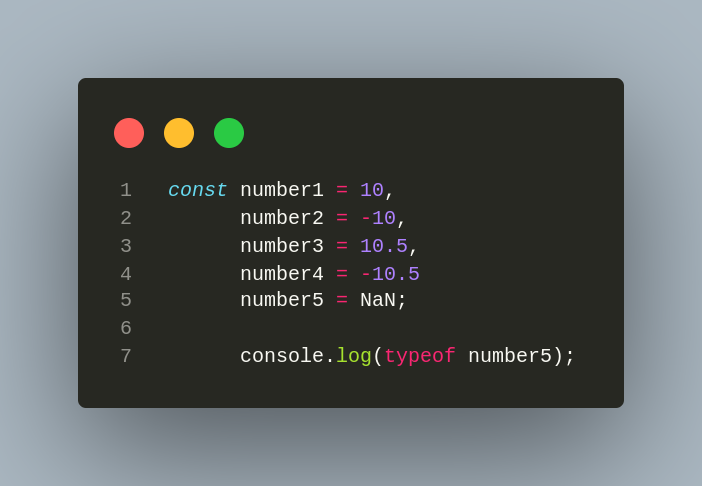 1 const number1 = 10,
2 number2 = -10,
3 number3 = 10.5,
4 number4 = -10.5
5 number5 = NaN;
6
7 console.log(typeof number5);